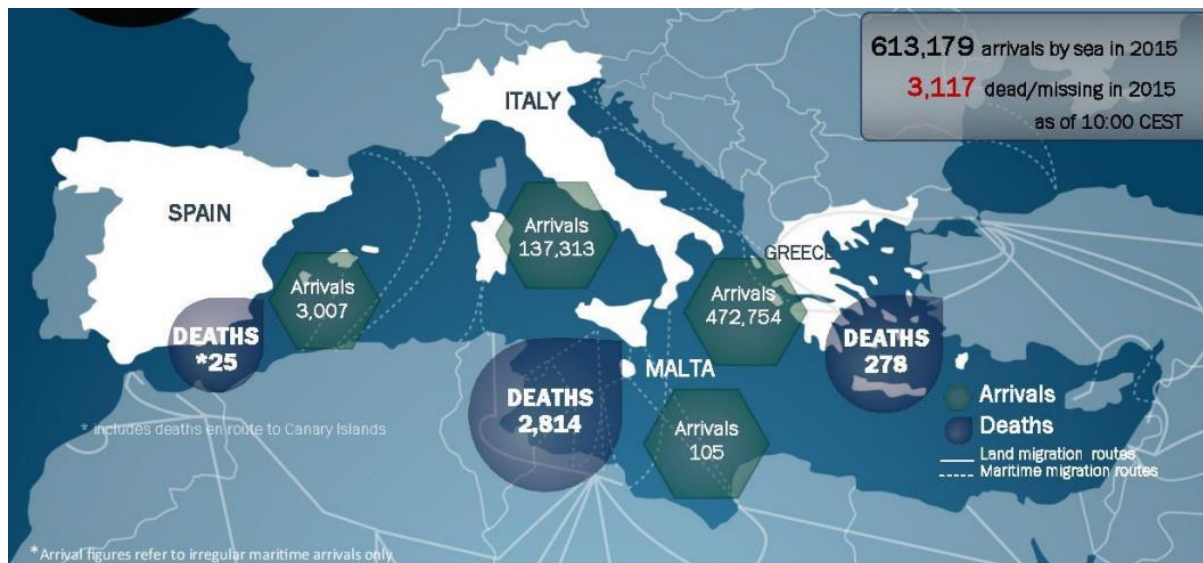 613,179 arrivals by sea in 2015
3,117 dead/missing in 2015
as of 10:00 CEST
ITALY
SPAIN
Arrivals
137,313
GREECE
Arrivals
3,007
Arrivals
472,754
DEATHS
*25
DEATHS
278
MALTA
DEATHS
2,814
Arrivals
105
Arrivals
Deaths
Land migration routes
Maritime migration routes
* includes deaths en route to Canary Islands
*Arrival figures refer to irregular maritime arrivals only